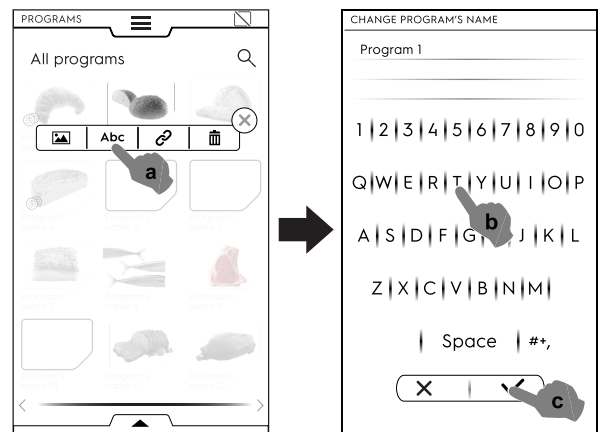 PROGRAMS
All programs
Abc
a
CHANGE PROGRAM'S NAME
Program 1
1 2 3 4 5 6 7 8 9 0
Q W E R T Y U I O P
b
A S D F G J K L
Z X C V B N M
Space #+,
c